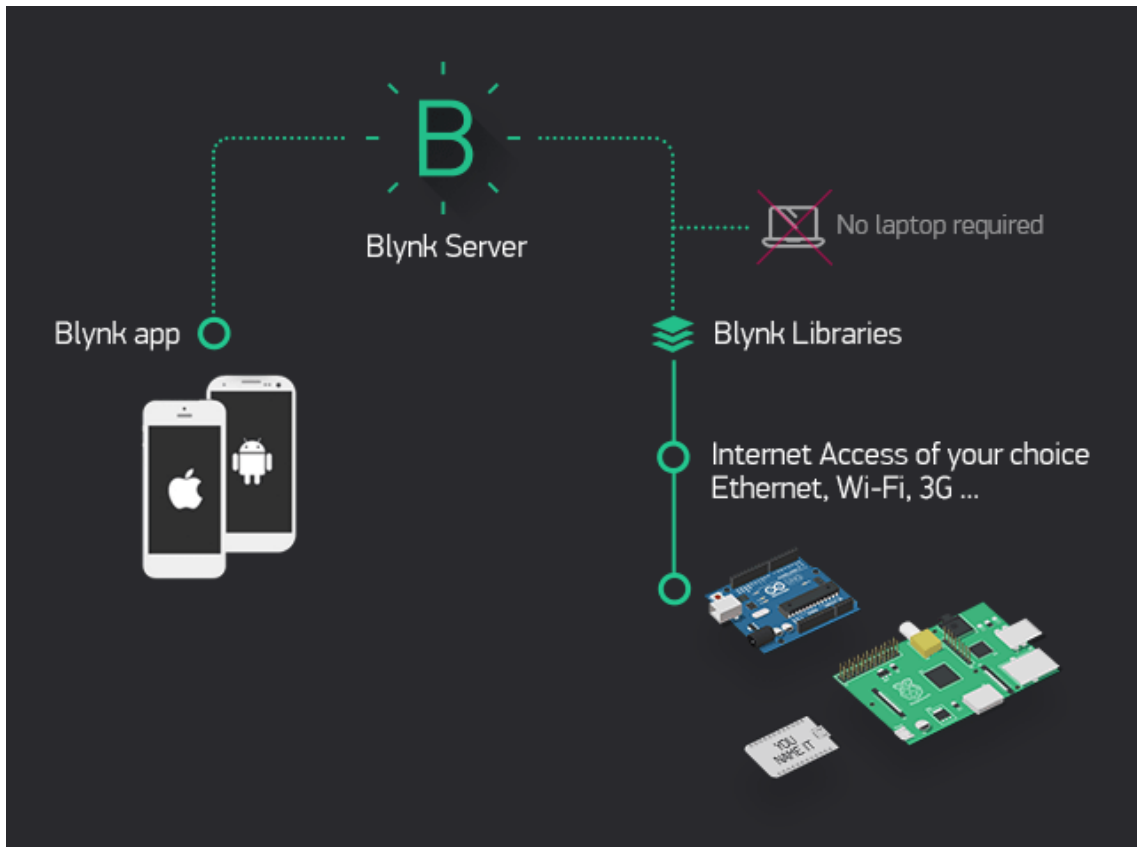 B
Blynk Server
No laptop required
Blynk app
Blynk Libraries
Internet Access of your choice
Ethernet, Wi-Fi, 3G ...
YOU
NAME IT